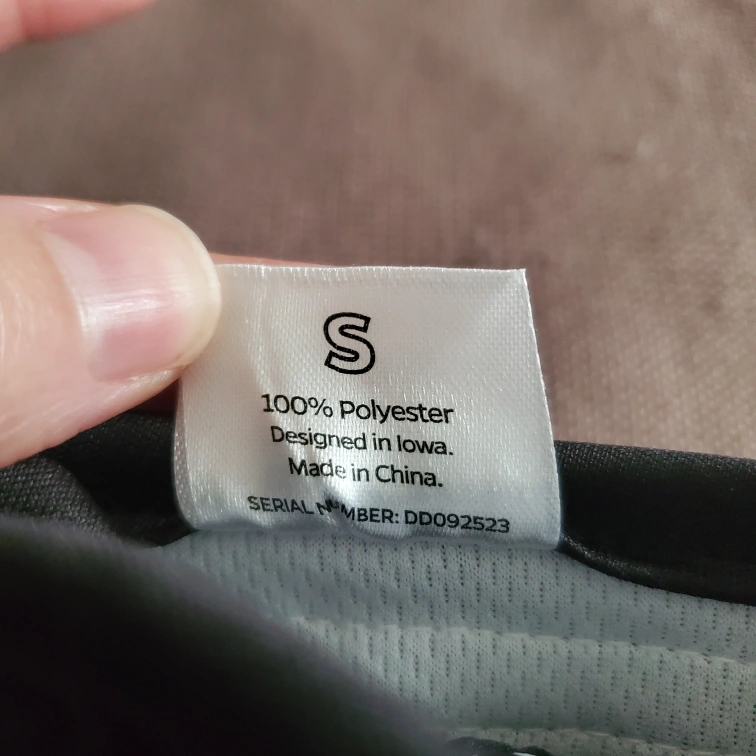 S
100% Polyester
Designed in Iowa.
Made in China.
SERIAL NUMBER: DD092523